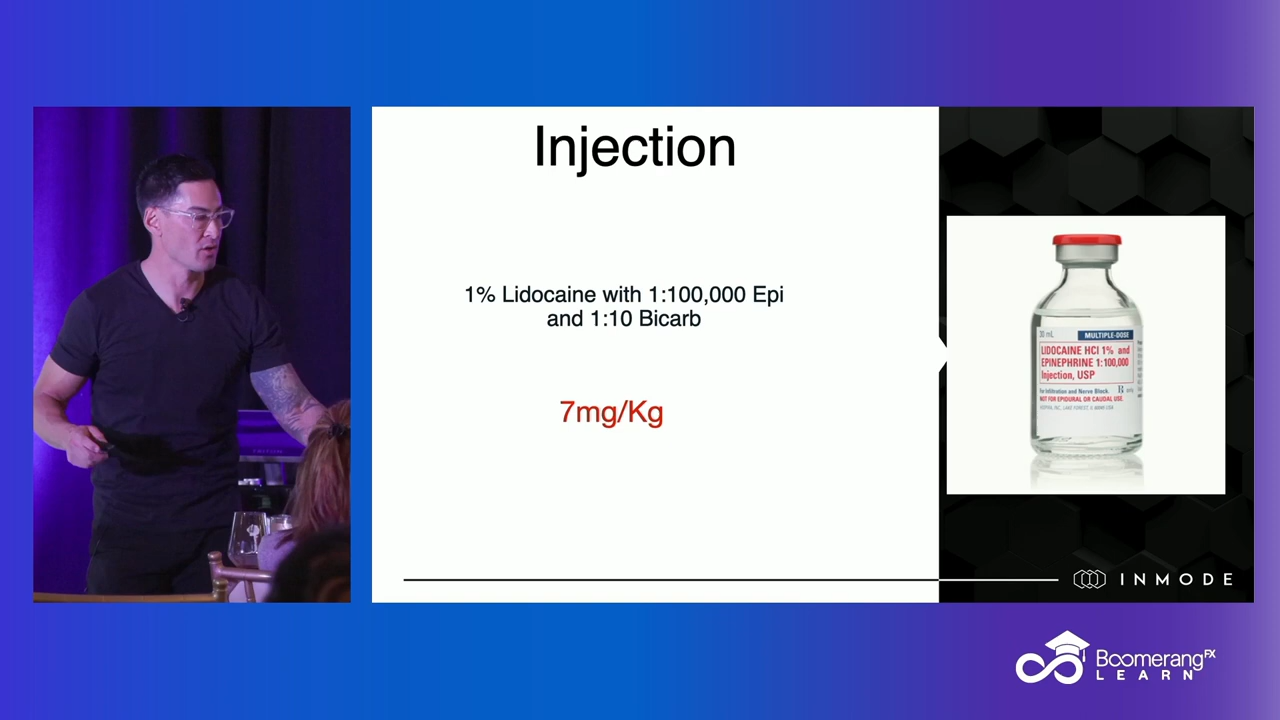 Injection
1% Lidocaine with 1:100,000 Epi
and 1:10 Bicarb
7mg/Kg
30 mL
MULTIPLE-DOSE
LIDOCAINE HCl 1% and
EPINEPHRINE 1:100,000
Injection, USP
For Infiltration and Nerve Block.
NOT FOR EPIDURAL OR CAUDAL USE.
INMODE
BoomerangFX
LEARN